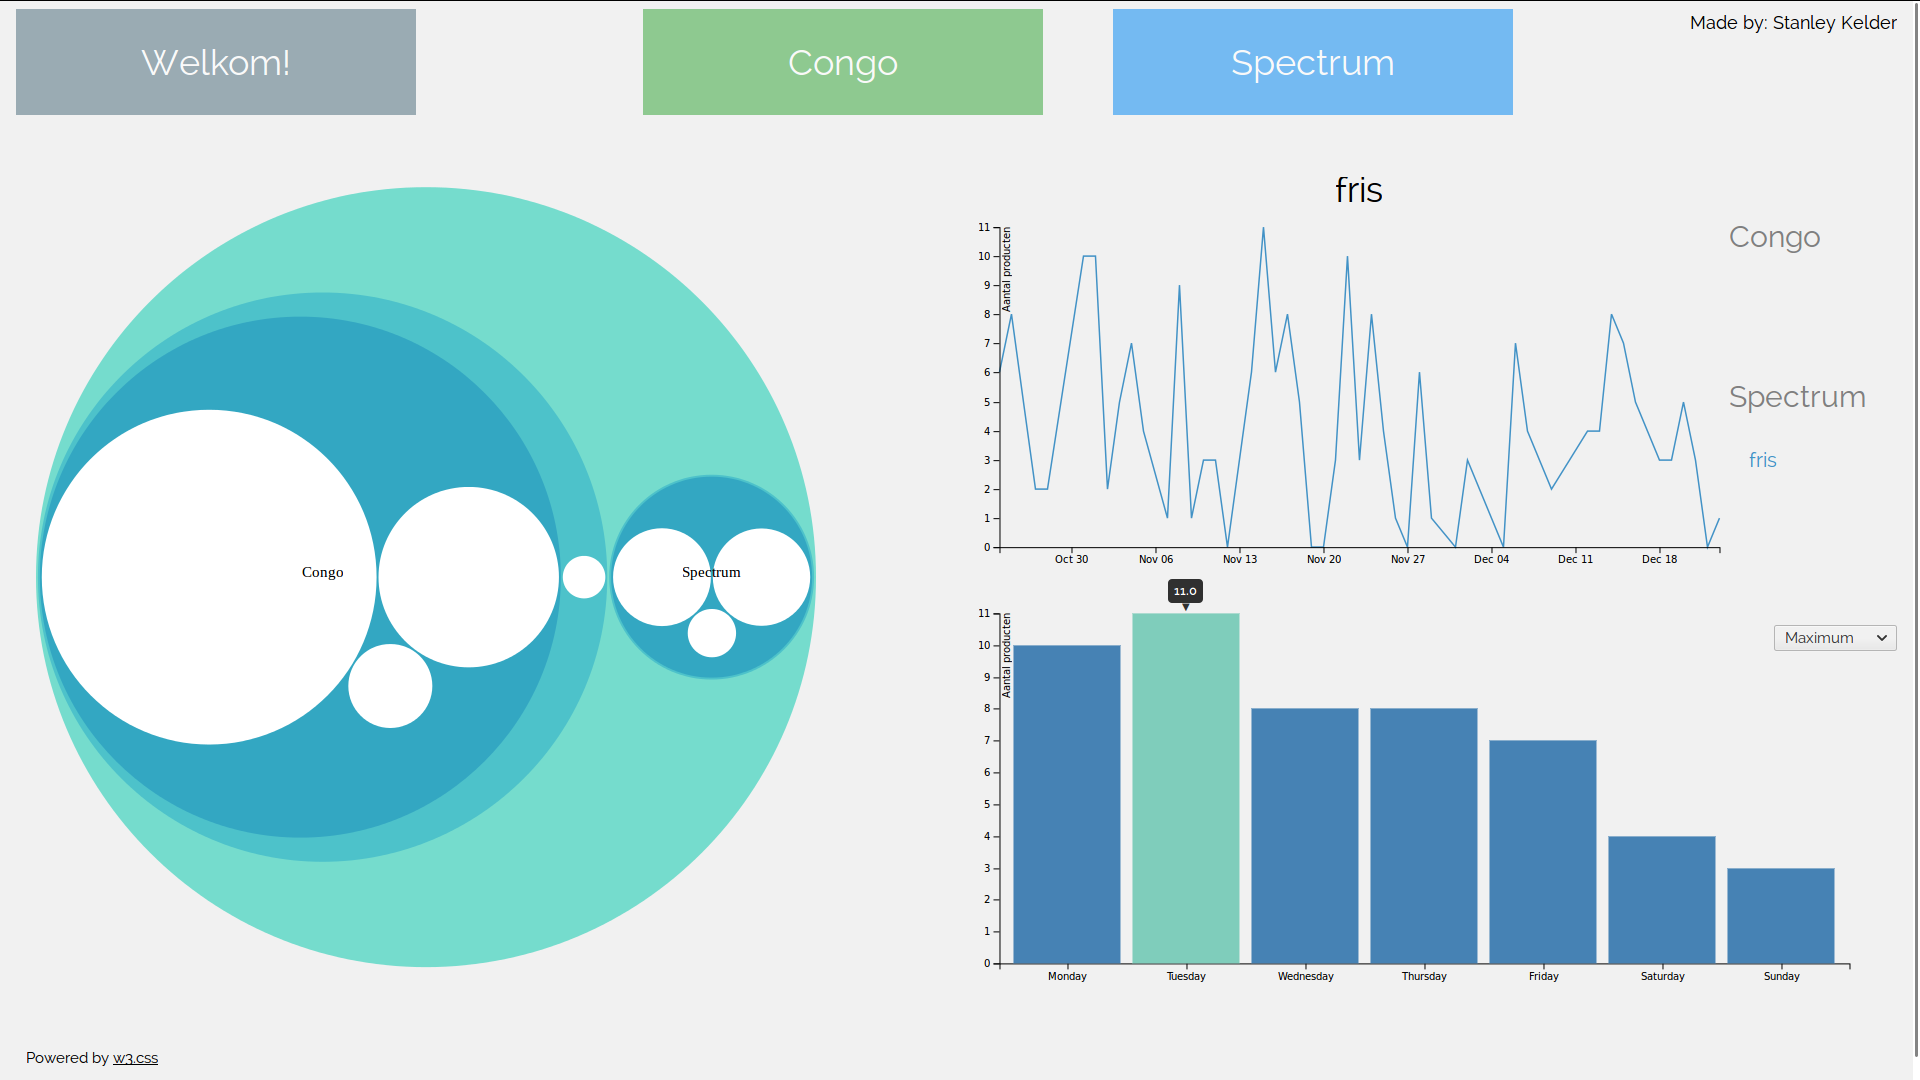 Welkom!
Congo
Spectrum
Made by: Stanley Kelder
Congo
Spectrum
fris
11
10
9
8
7
6
5
4
3
2
1
0
Aantal producten
Oct 30
Nov 06
Nov 13
Nov 20
Nov 27
Dec 04
Dec 11
Dec 18
Congo
Spectrum
fris
11.0
11
10
9
8
7
6
5
4
3
2
1
0
Aantal producten
Monday
Tuesday
Wednesday
Thursday
Friday
Saturday
Sunday
Maximum
Powered by w3.css